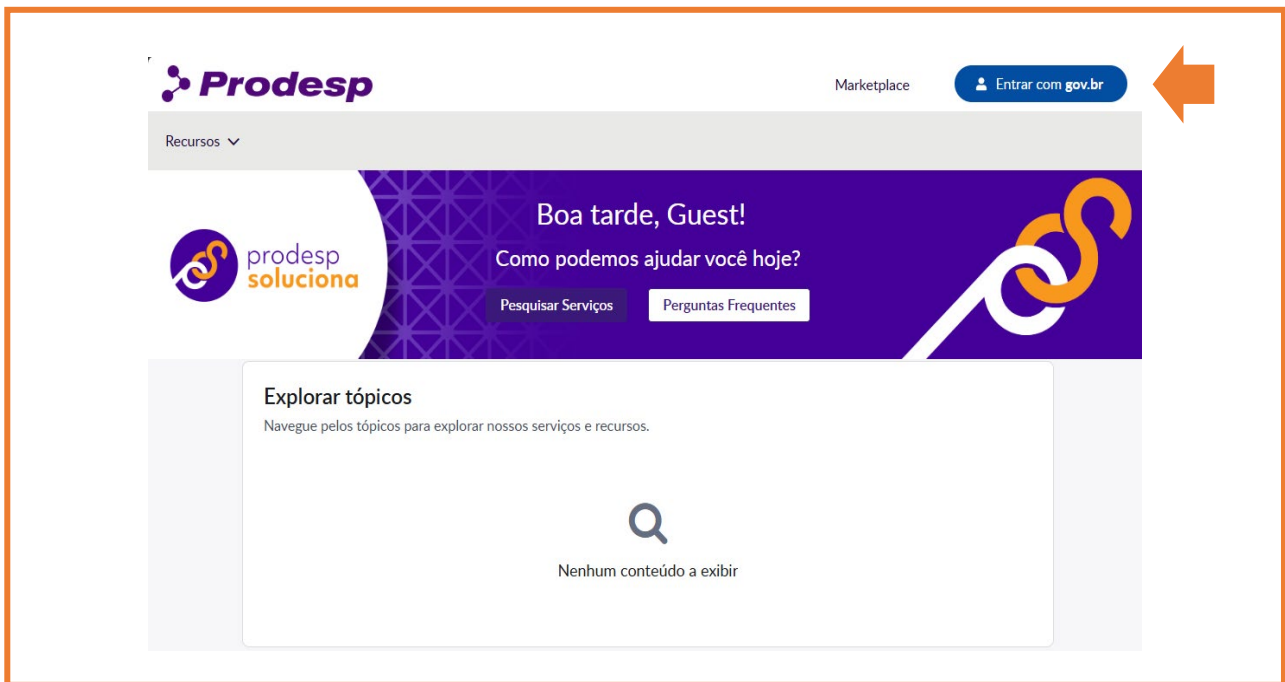 Prodesp
Marketplace
Entrar com gov.br
Recursos
prodesp
soluciona
Boa tarde, Guest!
Como podemos ajudar você hoje?
Pesquisar Serviços
Perguntas Frequentes
Explorar tópicos
Navegue pelos tópicos para explorar nossos serviços e recursos.
Nenhum conteúdo a exibir